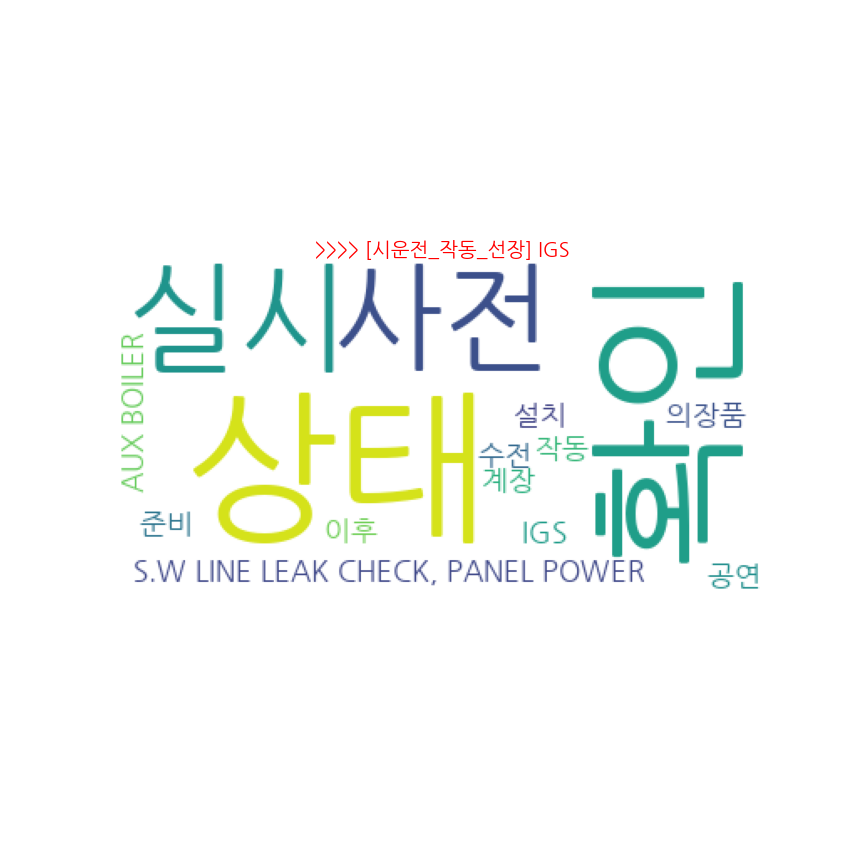 >>>> [시운전_작동_선장] IGS
실시
사전
확인
AUX BOILER
상태
설치
의장품
수전
작동
계장
준비
이후
IGS
S.W LINE LEAK CHECK, PANEL POWER
공연